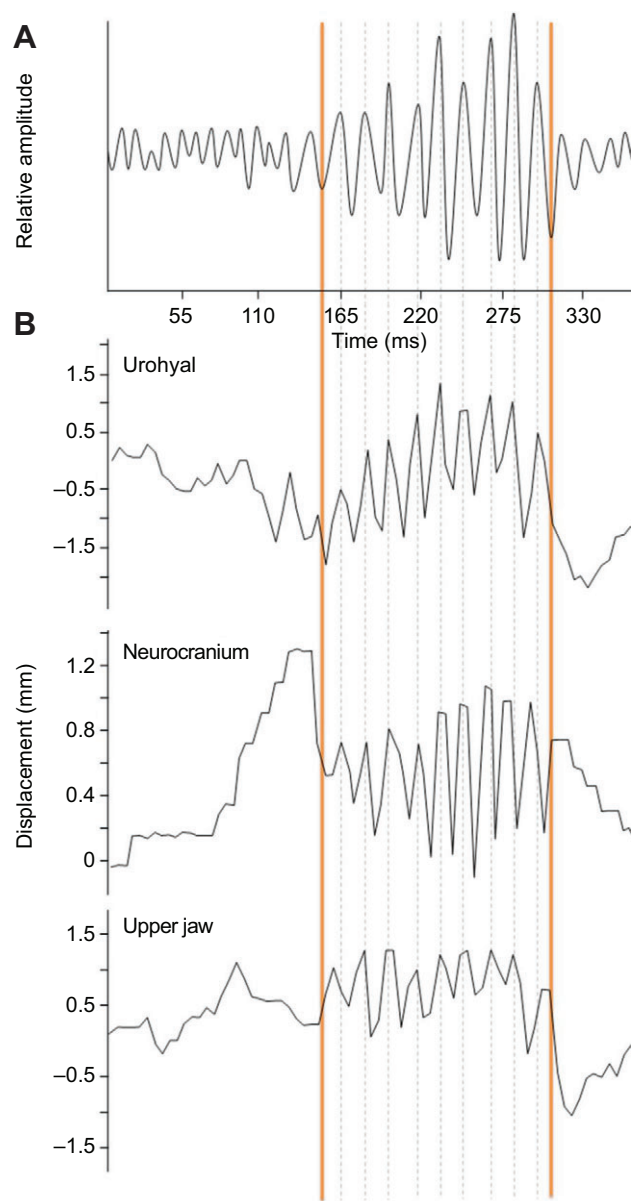 A
Relative amplitude
55 110 165 220 275 330
Time (ms)
B
Urohyal
1.5
0.5
–0.5
–1.5
Neurocranium
1.2
0.8
0.4
0
Displacement (mm)
Upper jaw
1.5
0.5
–0.5
–1.5